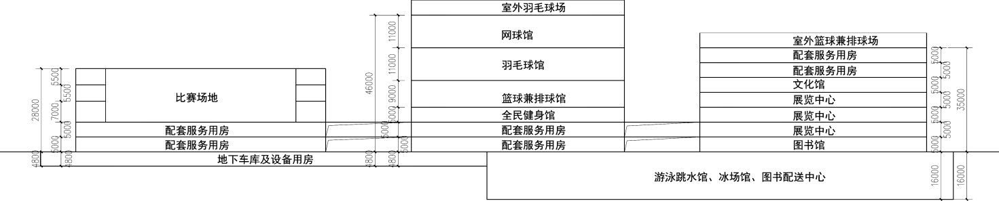 室外羽毛球场
网球馆
羽毛球馆
篮球兼排球馆
全民健身馆
配套服务用房
配套服务用房
室外篮球兼排球场
配套服务用房
配套服务用房
文化馆
展览中心
展览中心
展览中心
图书馆
比赛场地
配套服务用房
配套服务用房
地下车库及设备用房
游泳跳水馆、冰场馆、图书配送中心
28000
4800
5500
5500
7000
5000
5000
4800
46000
4800
11000
11000
9000
5000
5000
5000
4800
5000
5000
5000
5000
5000
5000
5000
16000
35000
16000